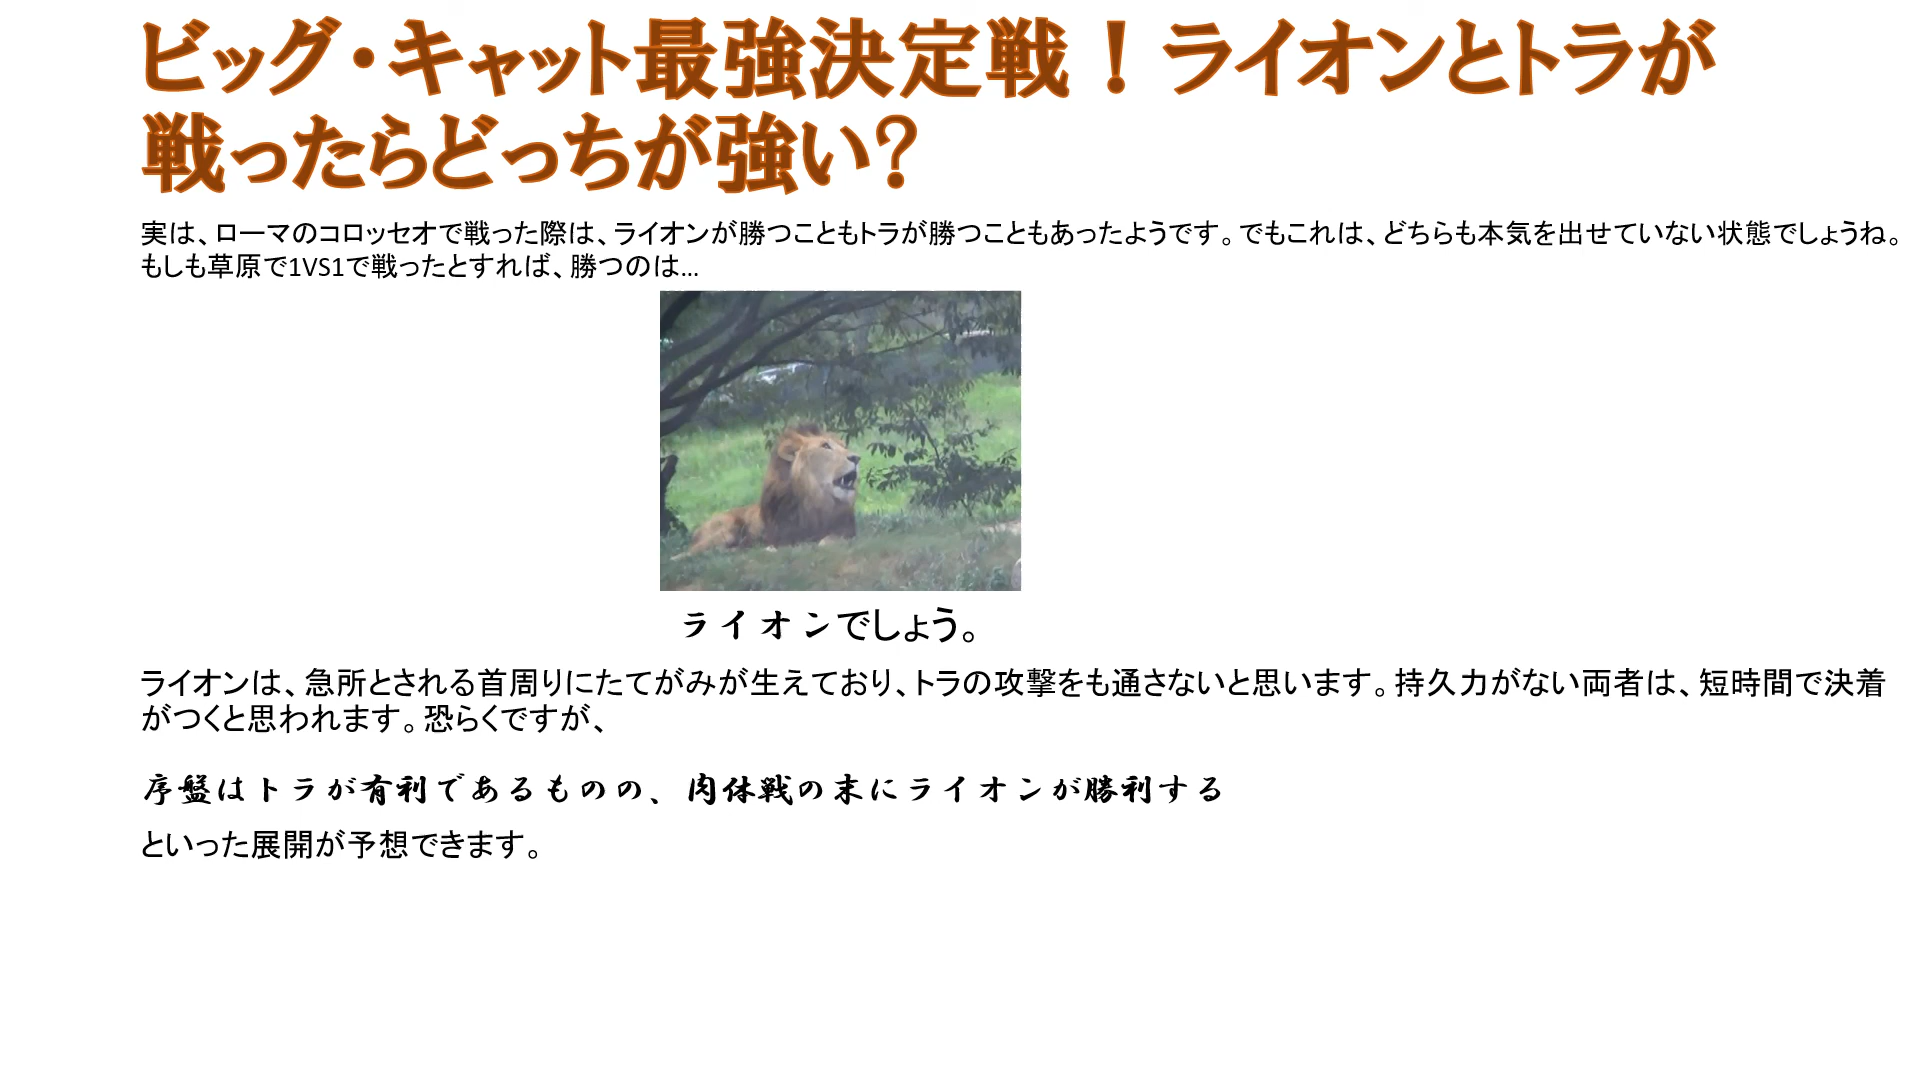 ビッグ・キャット最強決定戦！ライオンとトラが
戦ったらどっちが強い?
実は、ローマのコロッセオで戦った際は、ライオンが勝つこともトラが勝つこともあったようです。でもこれは、どちらも本気を出せていない状態でしょうね。
もしも草原で1VS1で戦ったとすれば、勝つのは…
ライオンでしょう。
ライオンは、急所とされる首周りにたてがみが生えており、トラの攻撃をも通さないと思います。持久力がない両者は、短時間で決着
がつくと思われます。恐らくですが、
序盤はトラが有利であるものの、肉体戦の末にライオンが勝利する
といった展開が予想できます。